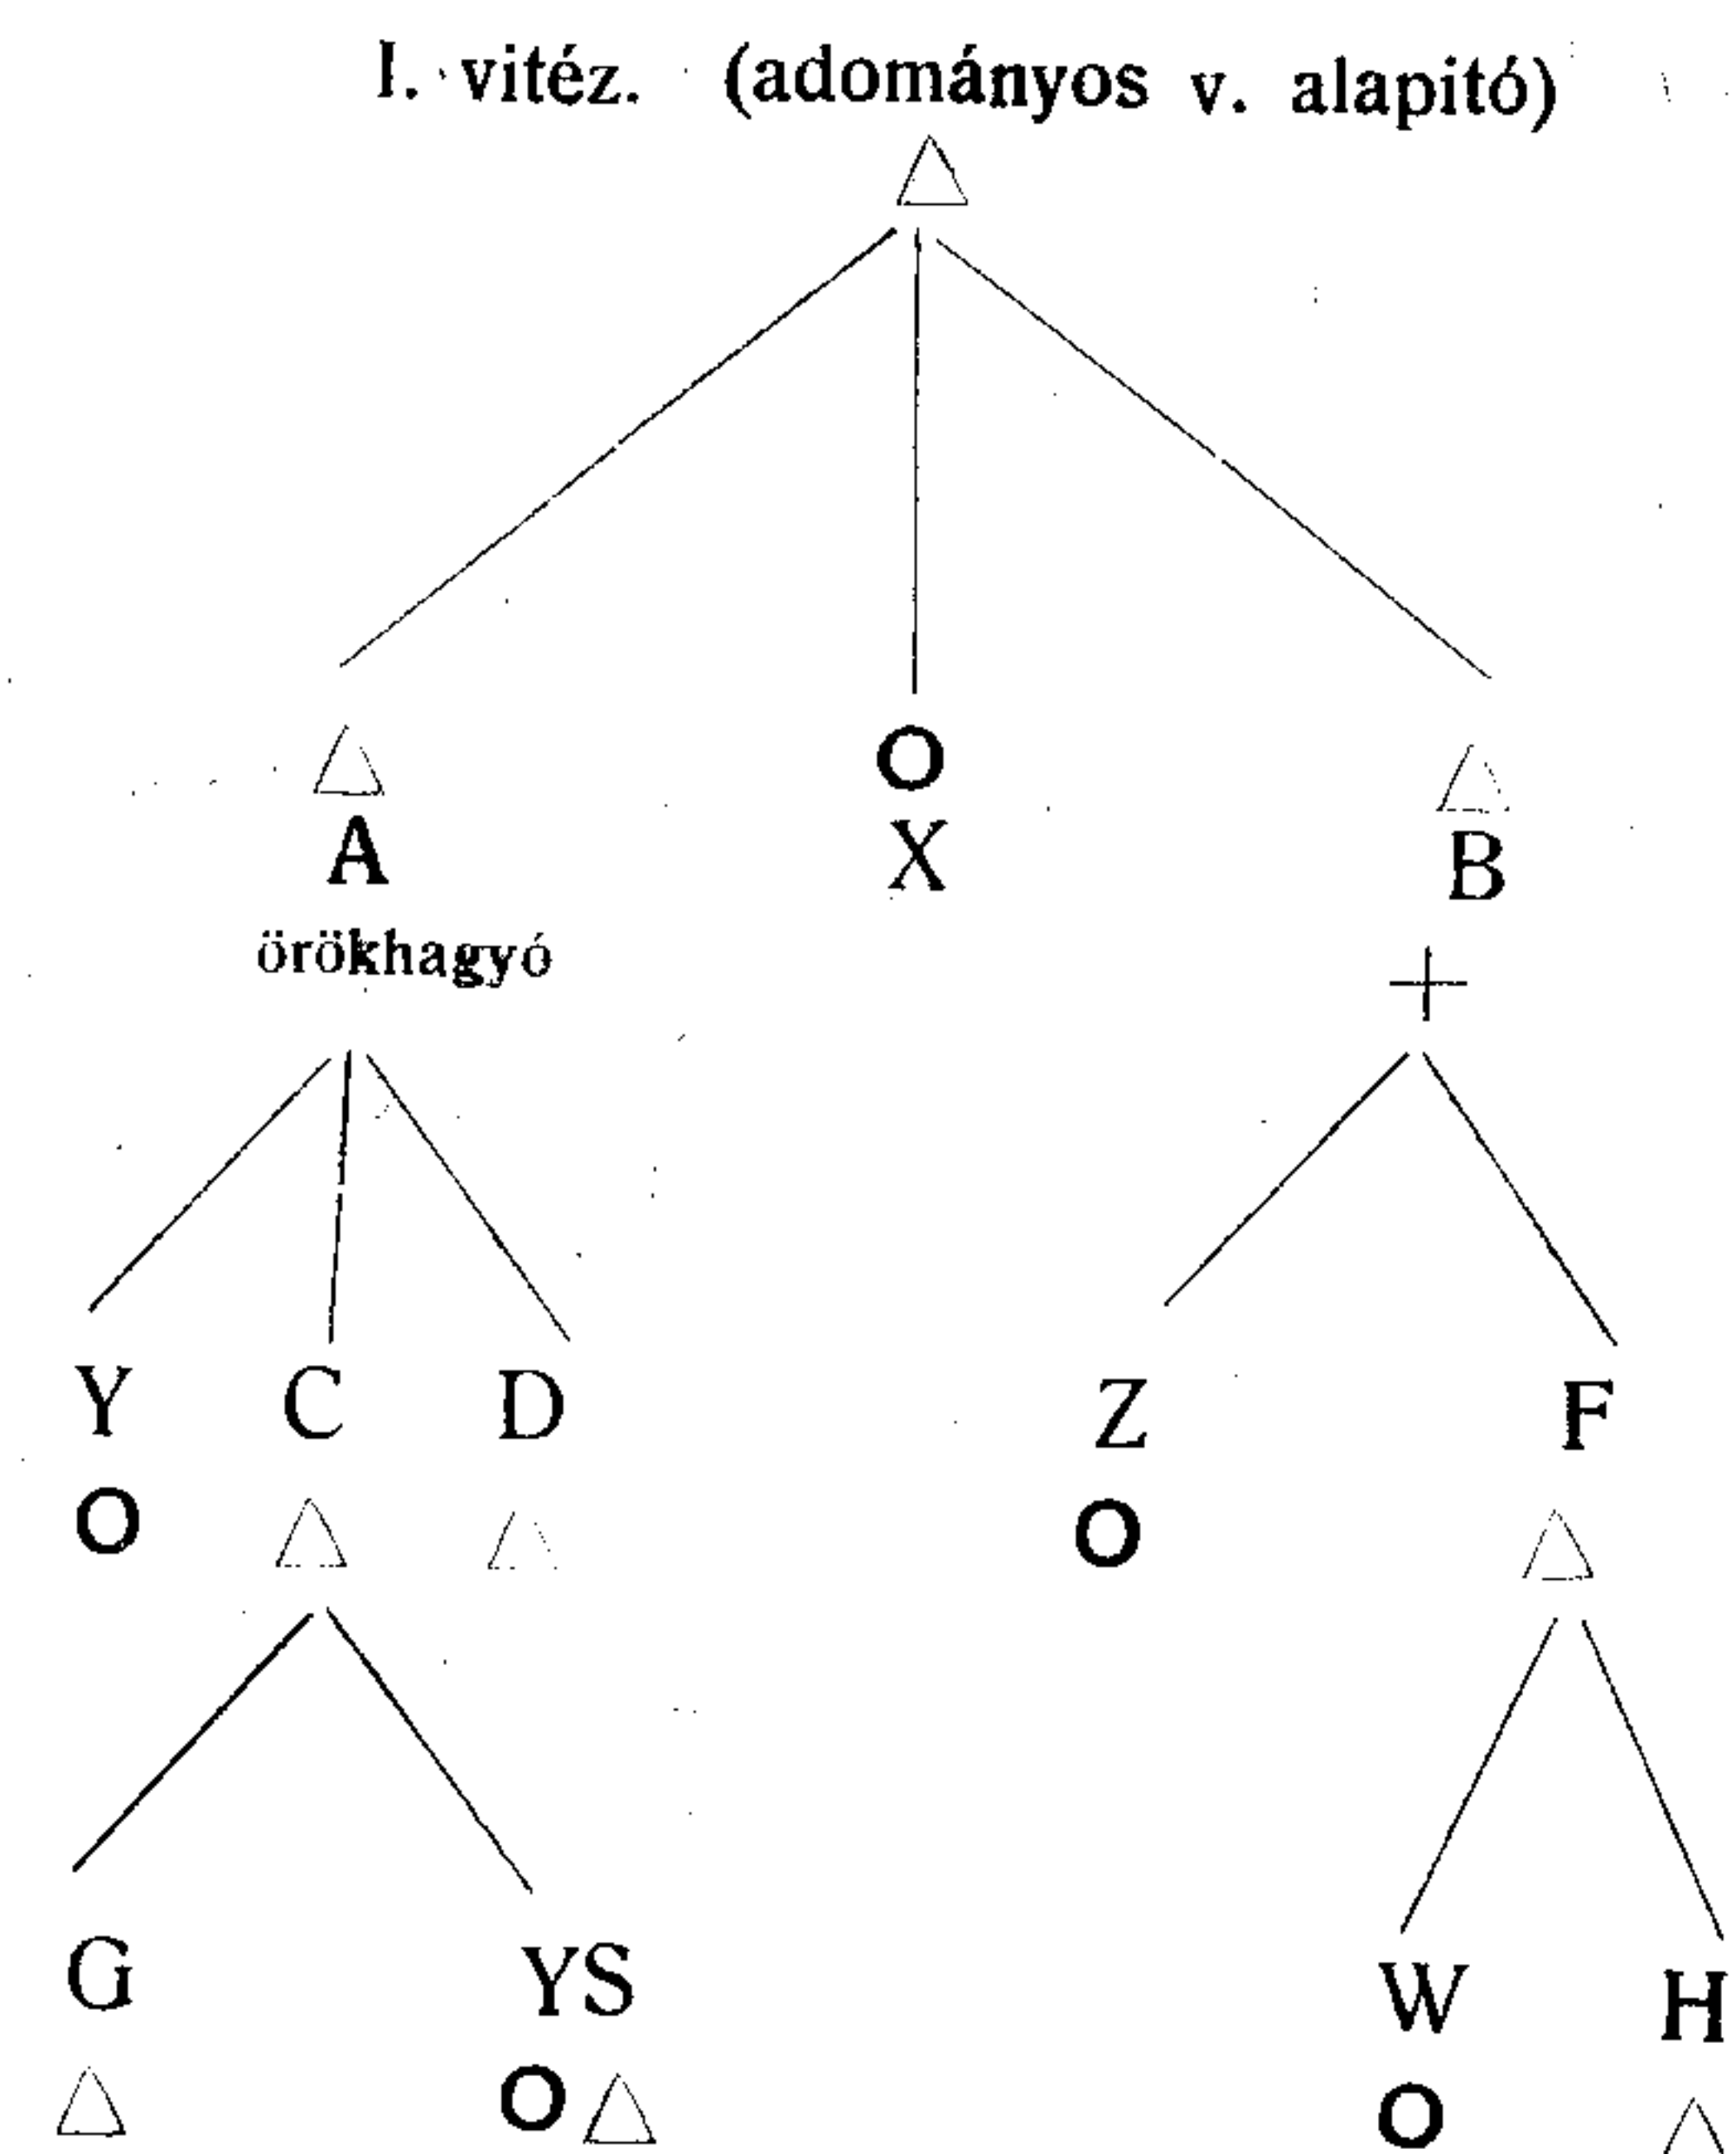 I. vitéz. (adományos v. alapitó)
A X B
örökhagyó
Y C D Z F
G YS W H